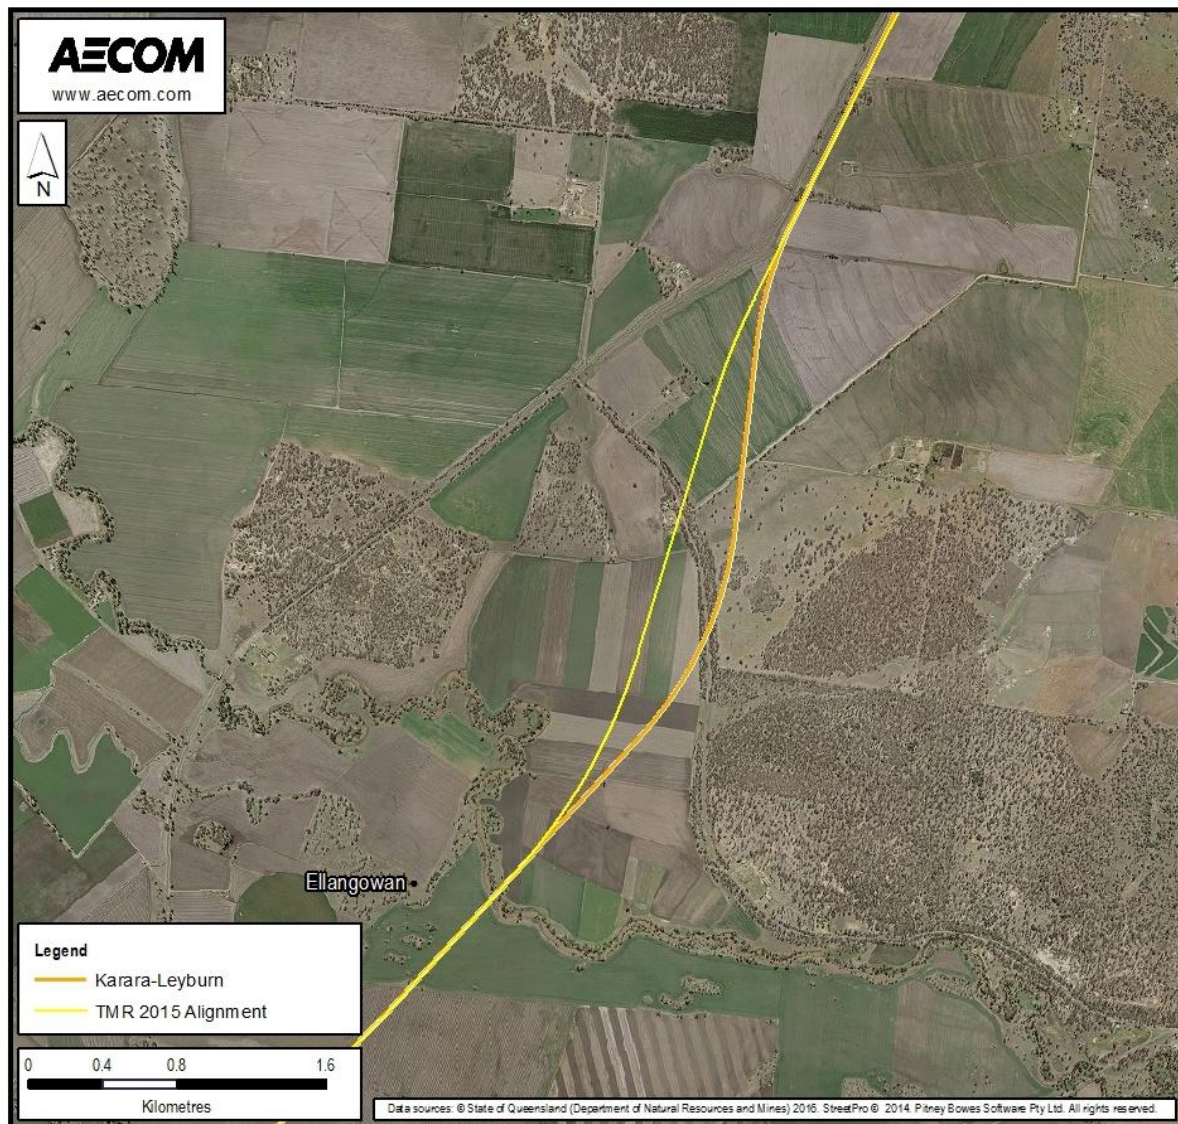 AECOM
www.aecom.com
N
Ellangowan
Legend
Karara-Leyburn
TMR 2015 Alignment
0 0.4 0.8 1.6
Kilometres
Data sources: © State of Queensland (Department of Natural Resources and Mines) 2016. StreetPro © 2014 Pitney Bowes Software Pty Ltd. All rights reserved.